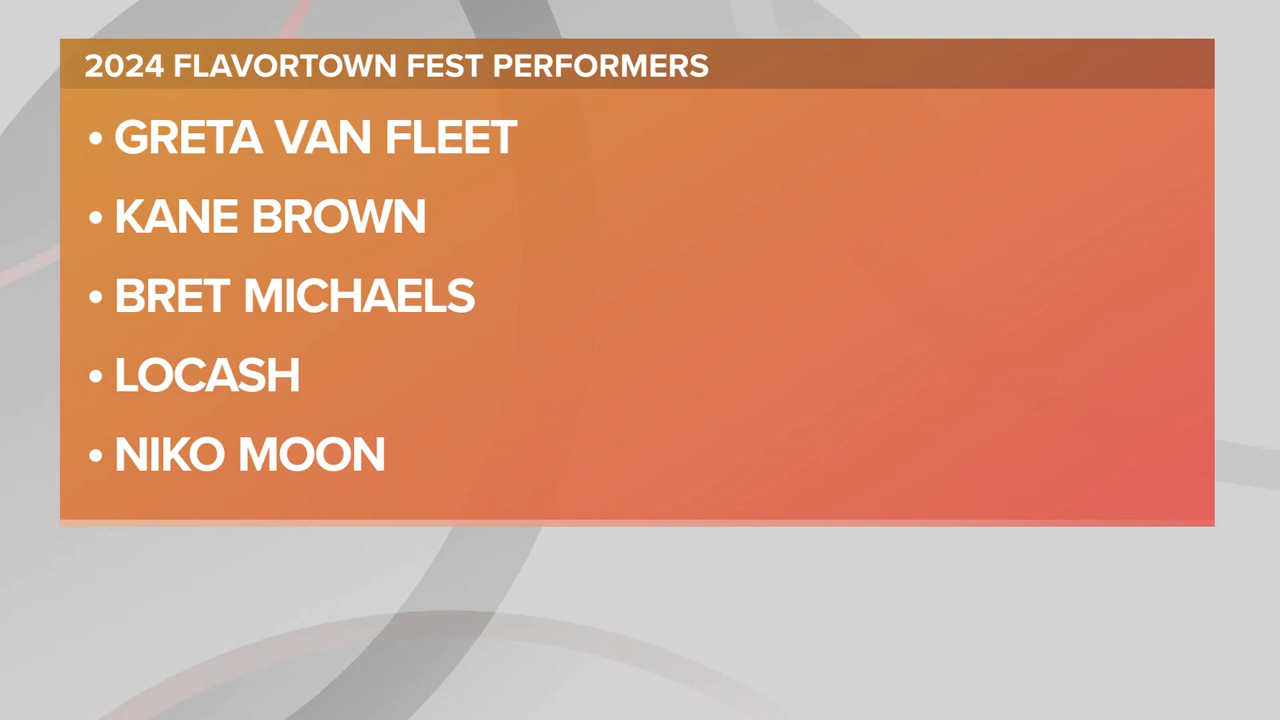 2024 FLAVORTOWN FEST PERFORMERS
• GRETA VAN FLEET
• KANE BROWN
• BRET MICHAELS
• LOCASH
• NIKO MOON